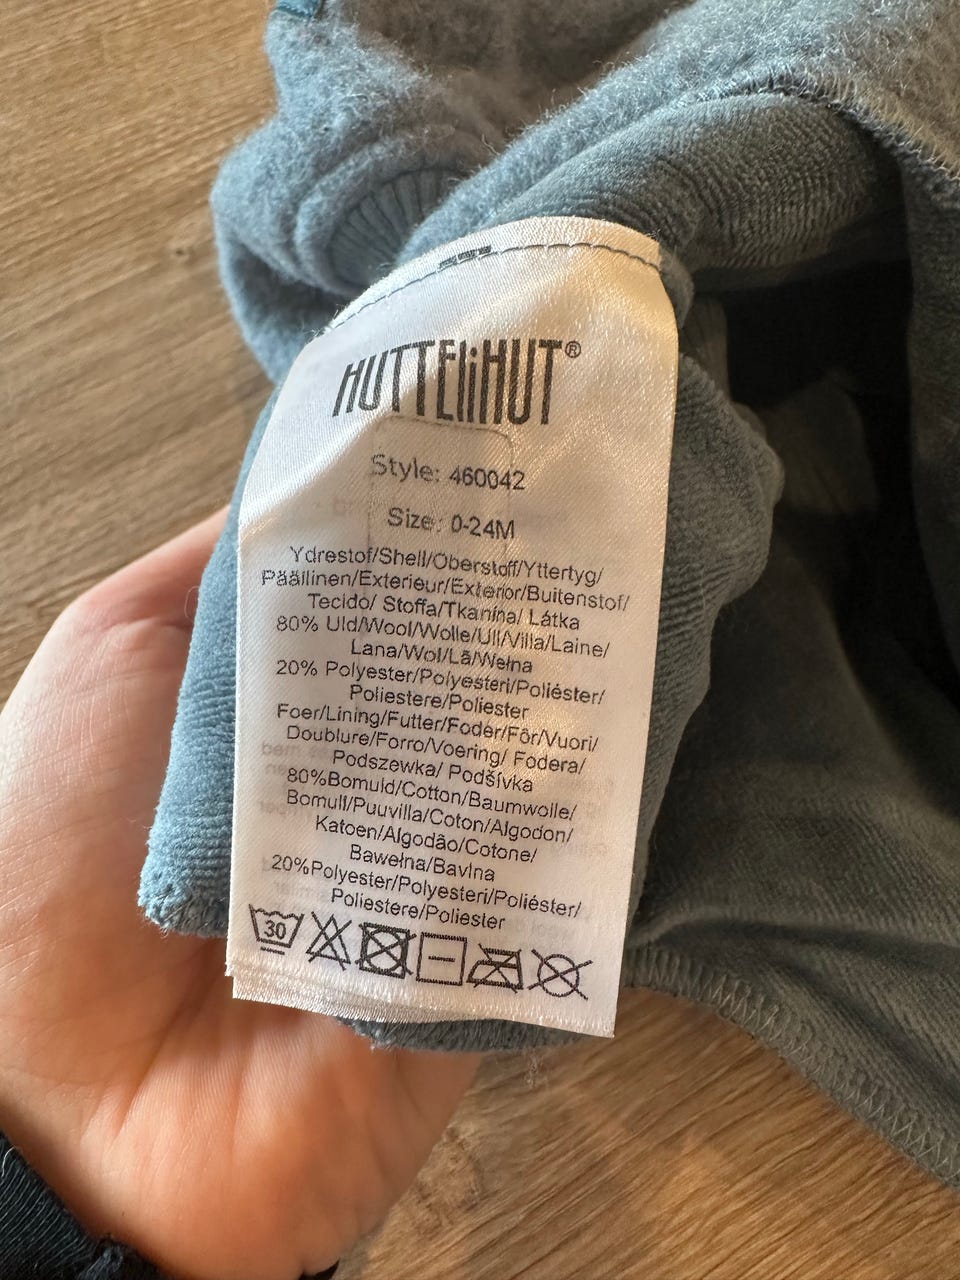 HUTTELiHUT®
Style: 460042
Size: 0-24M
Ydrestof/Shell/Oberstoff/Yttertyg/
Päällinen/Exterieur/Exterior/Buitenstof/
Tecido/ Stoffa/Tkanina/ Látka
80% Uld/Wool/Wolle/Ull/Villa/Laine/
Lana/Wol/Lã/Wełna
20% Polyester/Polyesteri/Poliéster/
Poliestere/Poliester
Foer/Lining/Futter/Foder/Fôr/Vuori/
Doublure/Forro/Voering/ Fodera/
Podszewka/ Podšívka
80%Bomuld/Cotton/Baumwolle/
Bomull/Puuvilla/Coton/Algodon/
Katoen/Algodão/Cotone/
Bawełna/Bavlna
20%Polyester/Polyesteri/Poliéster/
Poliestere/Poliester
30